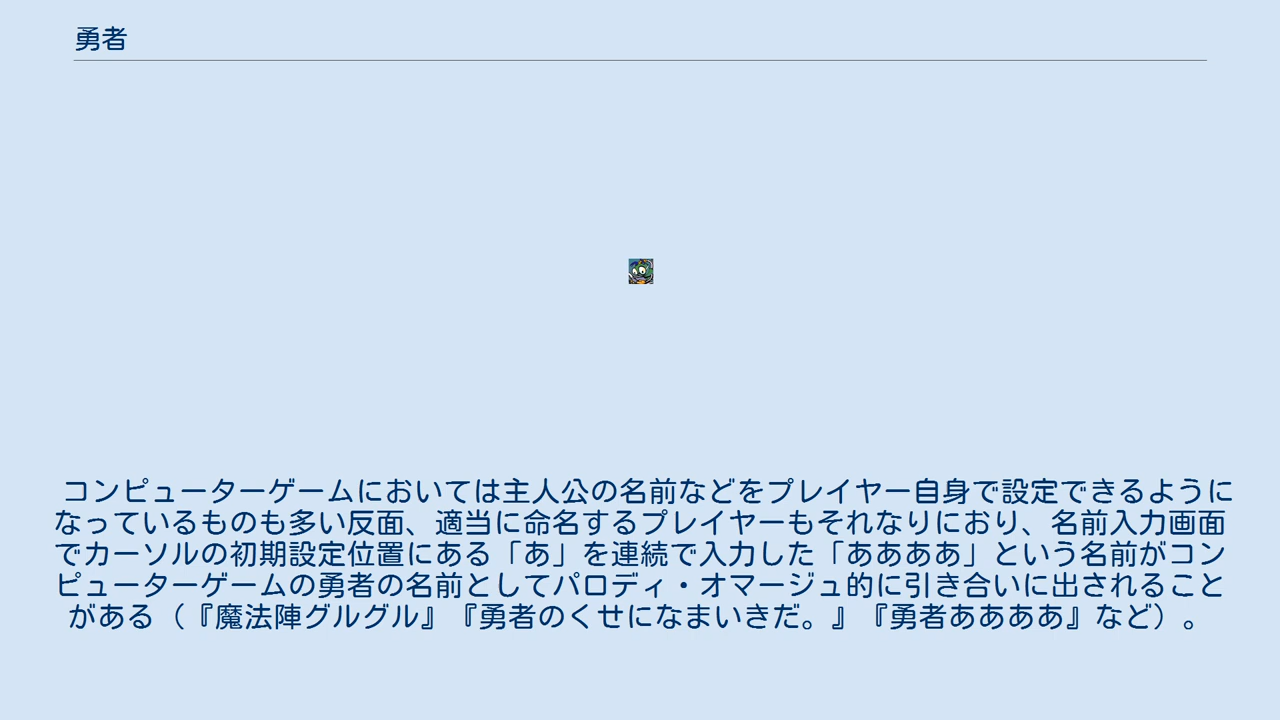 勇者
コンピューターゲームにおいては主人公の名前などをプレイヤー自身で設定できるように
なっているものも多い反面、適当に命名するプレイヤーもそれなりにおり、名前入力画面
でカーソルの初期設定位置にある「あ」を連続で入力した「ああああ」という名前がコン
ピューターゲームの勇者の名前としてパロディ・オマージュ的に引き合いに出されること
がある（『魔法陣グルグル』『勇者のくせになまいきだ。』『勇者ああああ』など）。